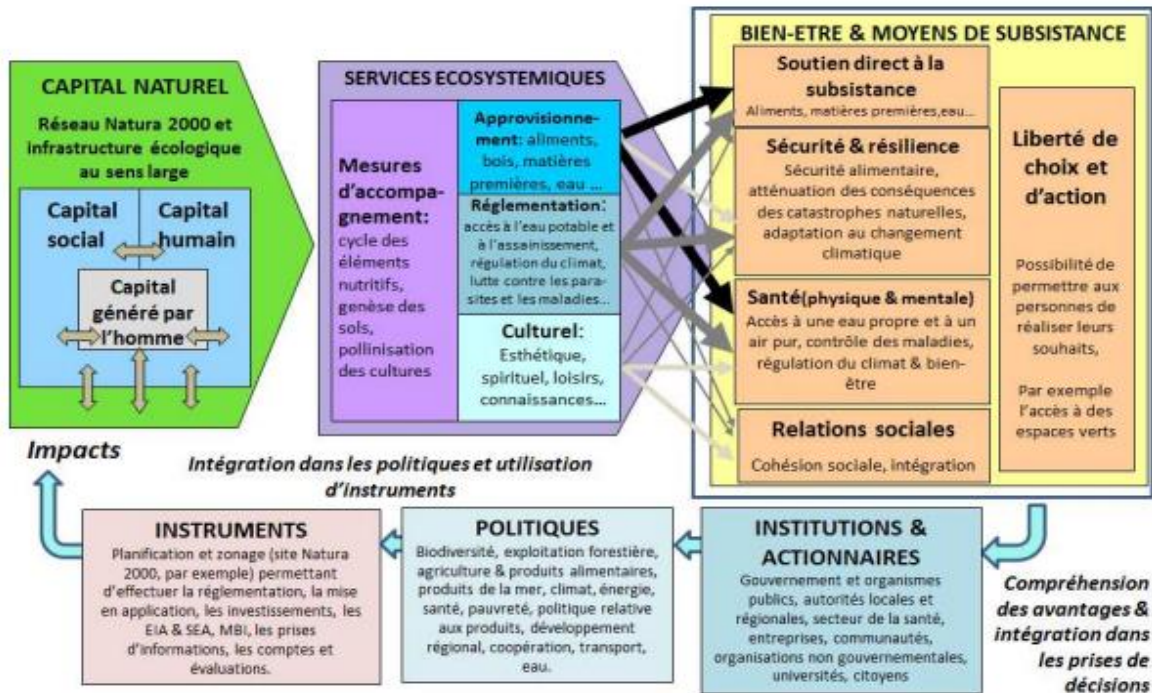 CAPITAL NATUREL
Réseau Natura 2000 et
infrastructure écologique
au sens large
Capital
social
Capital
humain
Capital
généré par
l'homme
SERVICES ECOSYSTEMIQUES
Mesures
d'accompa-
gnement:
cycle des
éléments
nutritifs,
genèse des
sols,
pollinisation
des cultures
Approvisionne-
ment: aliments,
bois, matières
premières, eau ...
Réglementation:
accès à l'eau potable et
à l'assainissement,
régulation du climat,
lutte contre les para-
sites et les maladies...
Culturel:
Esthétique,
spirituel, loisirs,
connaissances...
BIEN-ETRE & MOYENS DE SUBSISTANCE
Soutien direct à la
subsistance
Aliments, matières premières,eau...
Sécurité & résilience
Sécurité alimentaire,
atténuation des conséquences
des catastrophes naturelles,
adaptation au changement
climatique
Santé(physique & mentale)
Accès à une eau propre et à un
air pur, contrôle des maladies,
régulation du climat & bien-
être
Relations sociales
Cohésion sociale, intégration
Liberté de
choix et
d'action
Possibilité de
permettre aux
personnes de
réaliser leurs
souhaits,
Par exemple
l'accès à des
espaces verts
Impacts
Intégration dans les politiques et utilisation
d'instruments
INSTRUMENTS
Planification et zonage (site Natura
2000, par exemple) permettant
d'effectuer la réglementation, la mise
en application, les investissements, les
EIA & SEA, MBI, les prises
d'informations, les comptes et
évaluations.
POLITIQUES
Biodiversité, exploitation forestière,
agriculture & produits alimentaires,
produits de la mer, climat, énergie,
santé, pauvreté, politique relative
aux produits, développement
régional, coopération, transport,
eau.
INSTITUTIONS &
ACTIONNAIRES
Gouvernement et organismes
publics, autorités locales et
régionales, secteur de la santé,
entreprises, communautés,
organisations non gouvernementales,
universités, citoyens
Compréhension
des avantages &
intégration dans
les prises de
décisions